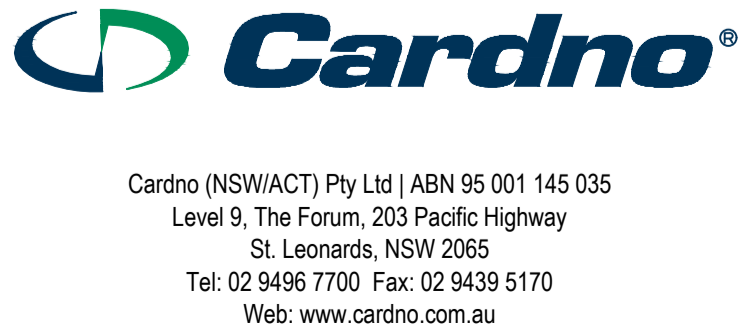 Cardno®
Cardno (NSW/ACT) Pty Ltd | ABN 95 001 145 035
Level 9, The Forum, 203 Pacific Highway
St. Leonards, NSW 2065
Tel: 02 9496 7700  Fax: 02 9439 5170
Web: www.cardno.com.au